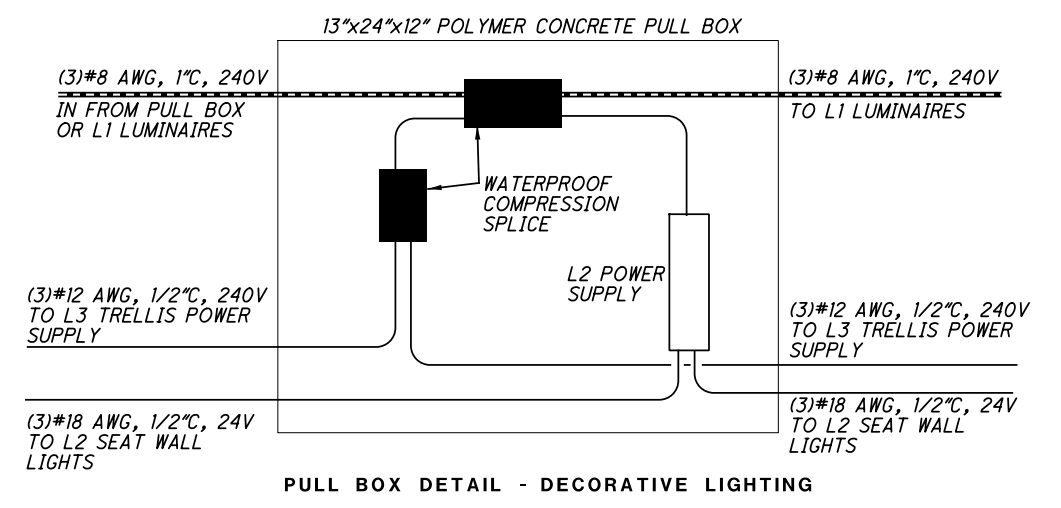 13"x24"x12" POLYMER CONCRETE PULL BOX
(3)#8 AWG, 1"C, 240V
IN FROM PULL BOX
OR L1 LUMINAIRES
(3)#8 AWG, 1"C, 240V
TO L1 LUMINAIRES
WATERPROOF
COMPRESSION
SPLICE
L2 POWER
SUPPLY
(3)#12 AWG, 1/2"C, 240V
TO L3 TRELLIS POWER
SUPPLY
(3)#12 AWG, 1/2"C, 240V
TO L3 TRELLIS POWER
SUPPLY
(3)#18 AWG, 1/2"C, 24V
TO L2 SEAT WALL
LIGHTS
(3)#18 AWG, 1/2"C, 24V
TO L2 SEAT WALL
LIGHTS
PULL BOX DETAIL - DECORATIVE LIGHTING